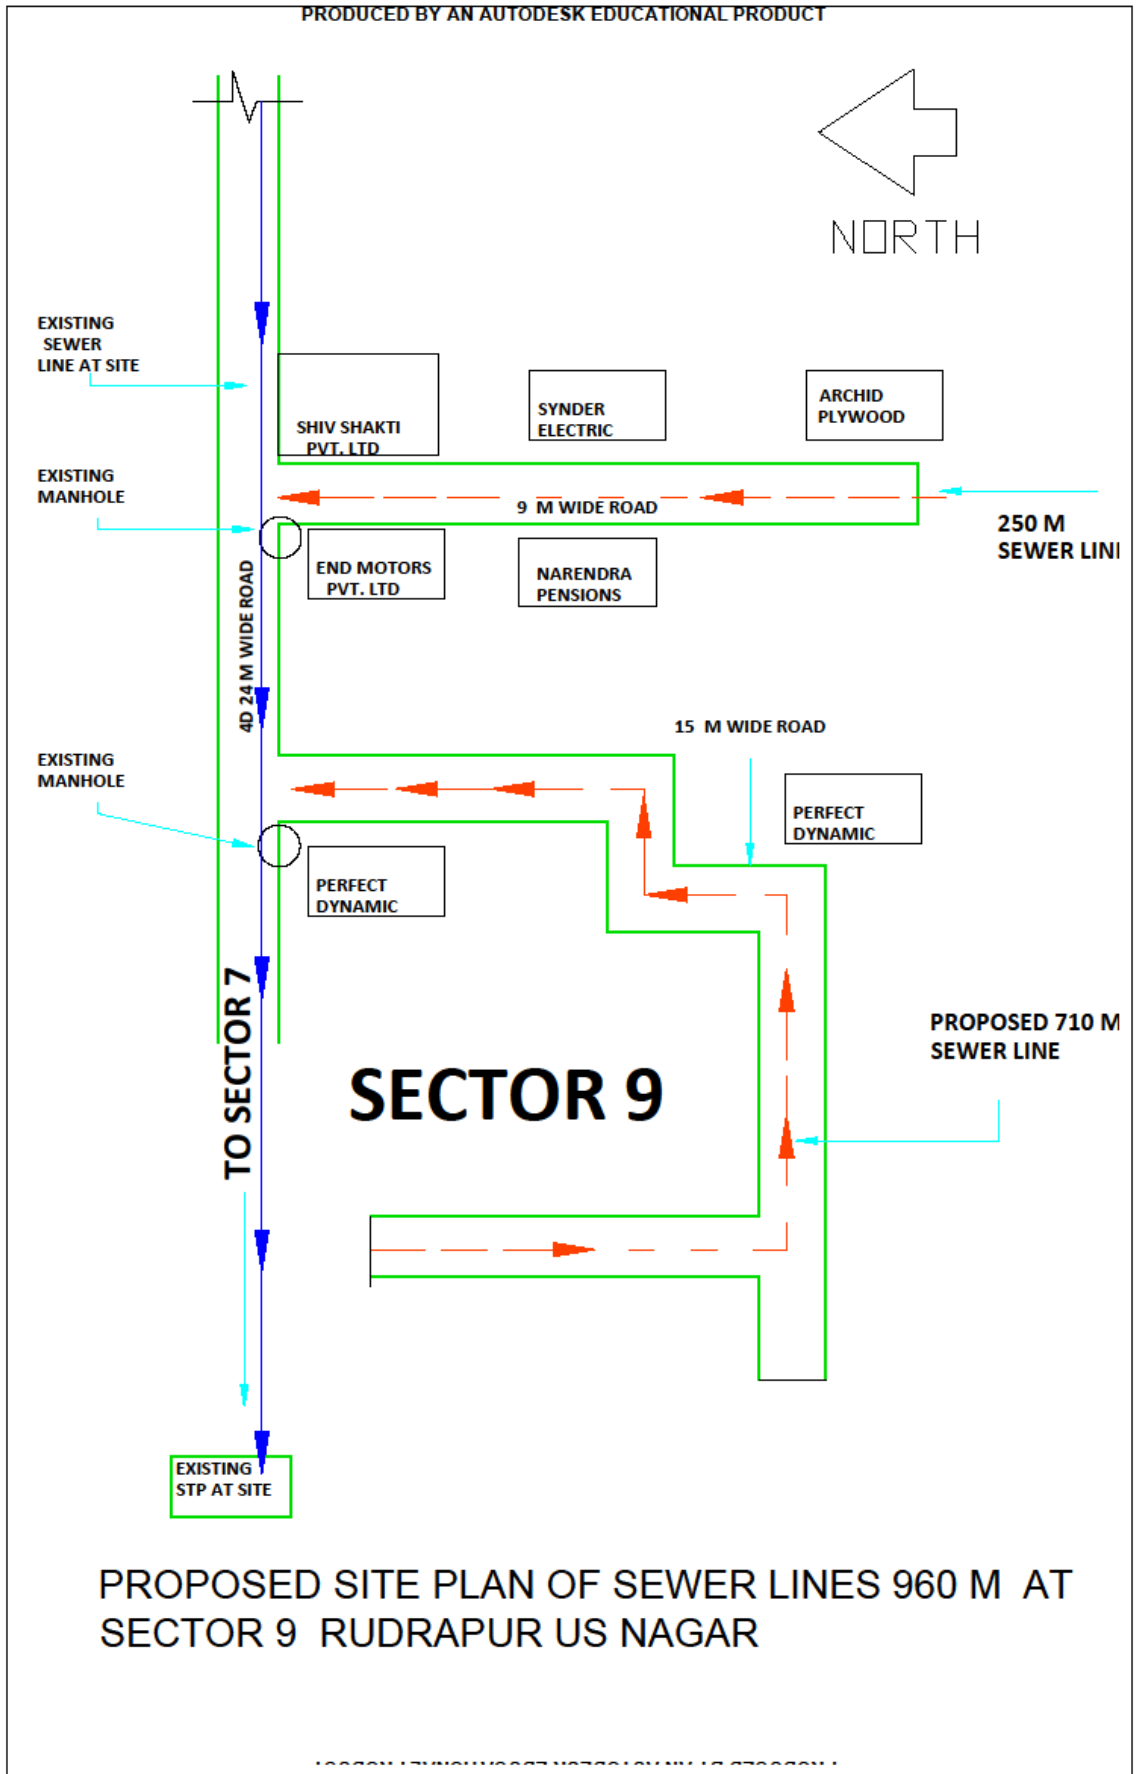 PRODUCED BY AN AUTODESK EDUCATIONAL PRODUCT
NORTH
EXISTING
SEWER
LINE AT SITE
SHIV SHAKTI
PVT. LTD
SYNDER
ELECTRIC
ARCHID
PLYWOOD
EXISTING
MANHOLE
9 M WIDE ROAD
250 M
SEWER LINE
END MOTORS
PVT. LTD
NARENDRA
PENSIONS
4D 24 M WIDE ROAD
15 M WIDE ROAD
EXISTING
MANHOLE
PERFECT
DYNAMIC
PERFECT
DYNAMIC
TO SECTOR 7
PROPOSED 710 M
SEWER LINE
SECTOR 9
EXISTING
STP AT SITE
PROPOSED SITE PLAN OF SEWER LINES 960 M AT
SECTOR 9 RUDRAPUR US NAGAR